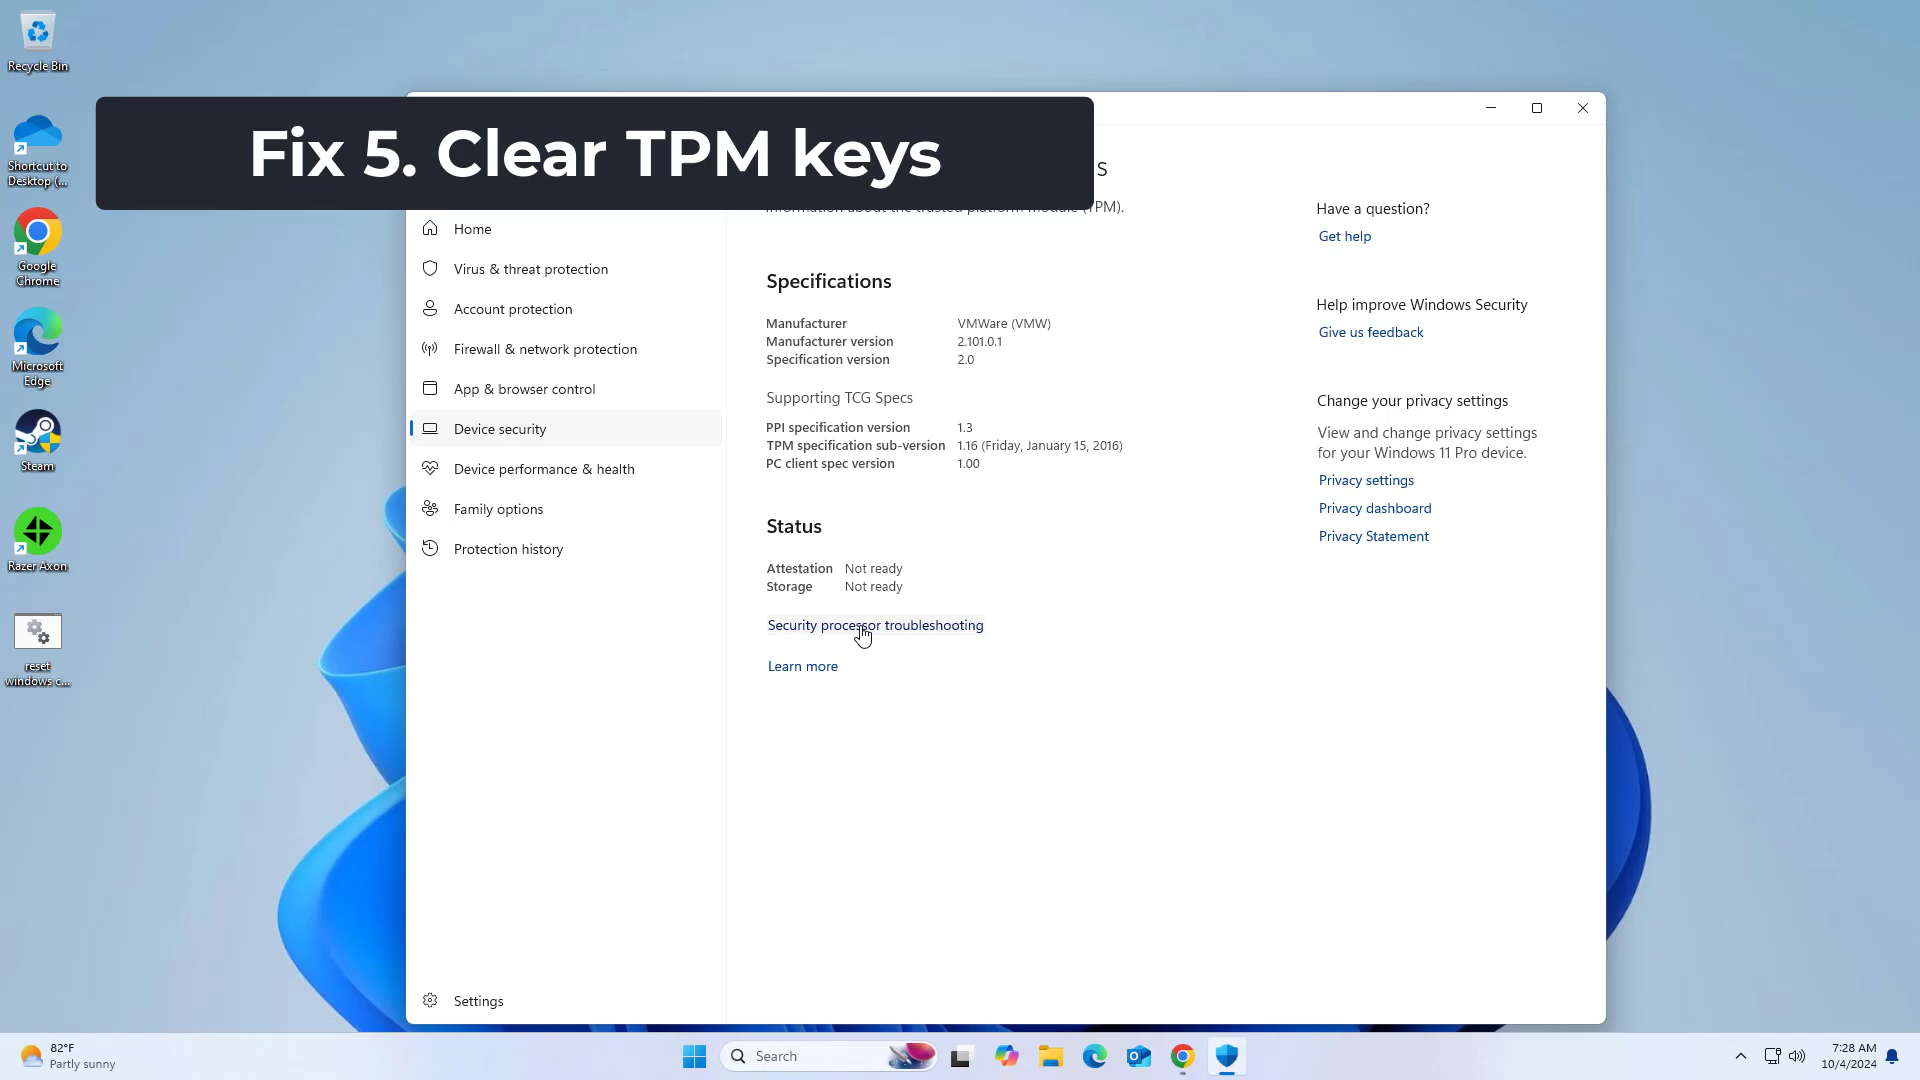 Recycle Bin
Shortcut to
Desktop (...
Google
Chrome
Microsoft
Edge
Steam
Razer Axon
reset
windows c...
Fix 5. Clear TPM keys
s
(TPM).
Home
Virus & threat protection
Account protection
Firewall & network protection
App & browser control
Device security
Device performance & health
Family options
Protection history
Settings
Specifications
Manufacturer VMWare (VMW)
Manufacturer version 2.101.0.1
Specification version 2.0
Supporting TCG Specs
PPI specification version 1.3
TPM specification sub-version 1.16 (Friday, January 15, 2016)
PC client spec version 1.00
Status
Attestation Not ready
Storage Not ready
Security processor troubleshooting
Learn more
Have a question?
Get help
Help improve Windows Security
Give us feedback
Change your privacy settings
View and change privacy settings
for your Windows 11 Pro device.
Privacy settings
Privacy dashboard
Privacy Statement
82°F
Partly sunny
Search
7:28 AM
10/4/2024